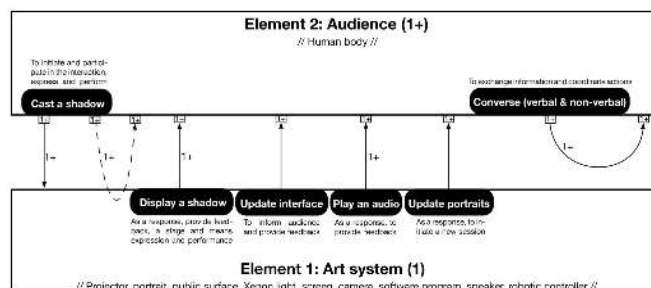 Element 2: Audience (1+)
// Human body //
To initiate and partici-
pate in the interaction,
express and perform
Cast a shadow
To exchange information and coordinate actions
Converse (verbal & non-verbal)
1+
1+
1+
1+
1+
1+
Display a shadow
Update interface
Play an audio
Update portraits
As a response, provide feed-
back, a stage and means
expression and performance
To inform audience
and provide feedback
As a response, to
provide feedback
As a response, to in-
itiate a new session
Element 1: Art system (1)
// Projector, portrait, public surface, Xenon light, screen, camera, software program, speaker, robotic controller //